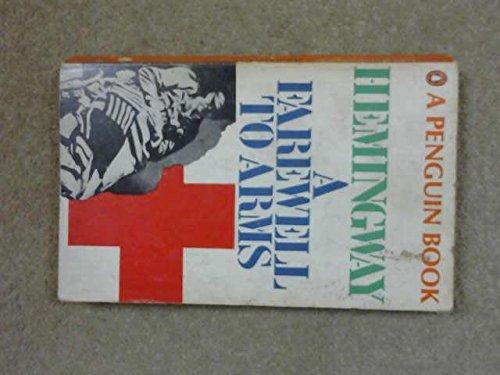 A PENGUIN BOOK
HEMINGWAY
A
FAREWELL
TO ARMS